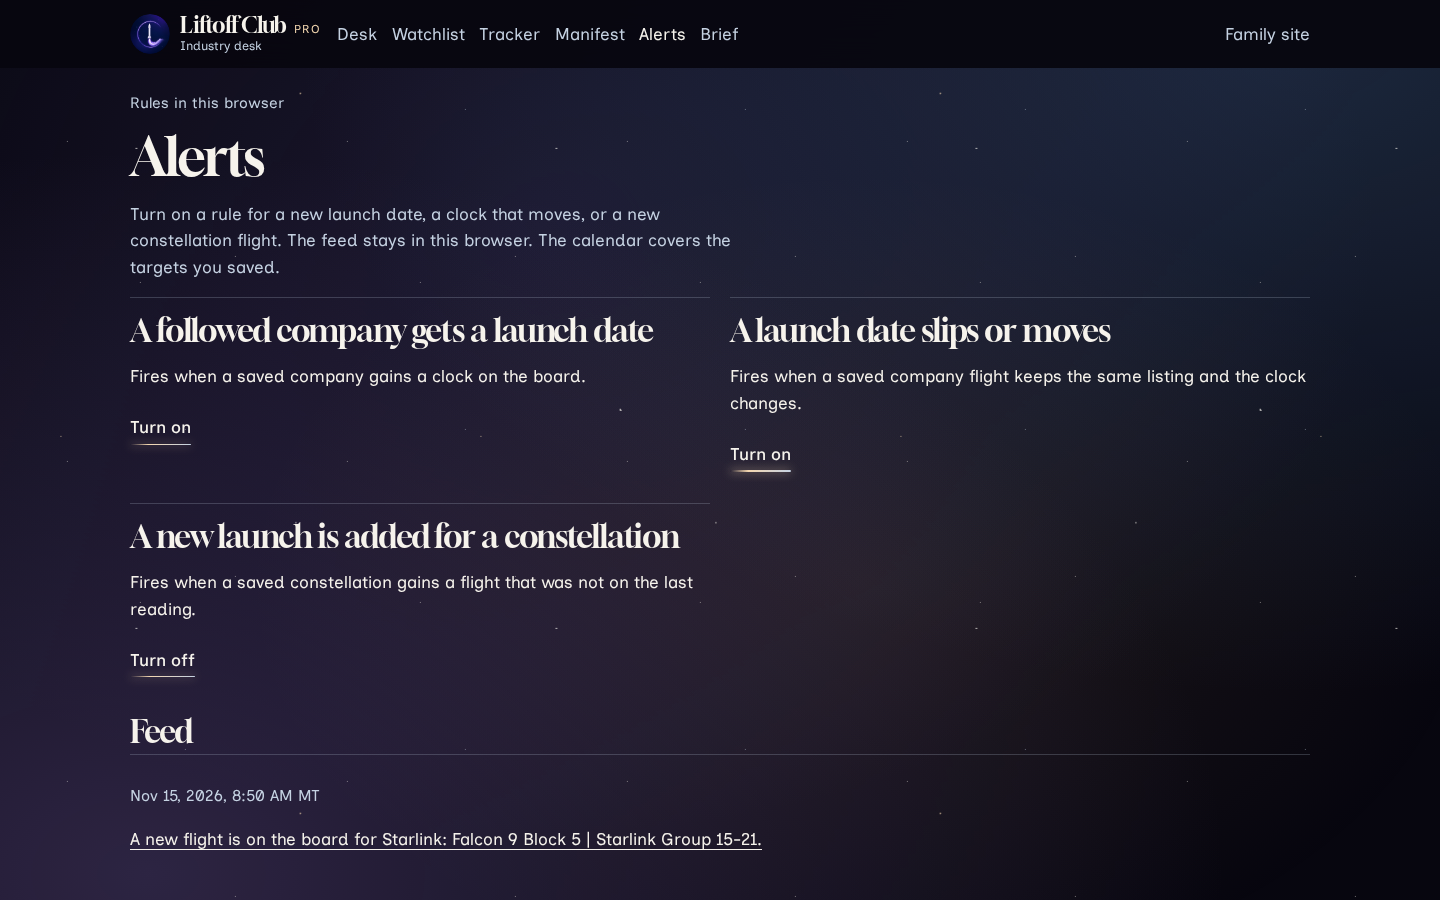 Liftoff Club PRO
Industry desk
Desk Watchlist Tracker Manifest Alerts Brief
Family site
Rules in this browser
Alerts
Turn on a rule for a new launch date, a clock that moves, or a new
constellation flight. The feed stays in this browser. The calendar covers the
targets you saved.
A followed company gets a launch date
Fires when a saved company gains a clock on the board.
Turn on
A launch date slips or moves
Fires when a saved company flight keeps the same listing and the clock
changes.
Turn on
A new launch is added for a constellation
Fires when a saved constellation gains a flight that was not on the last
reading.
Turn off
Feed
Nov 15, 2026, 8:50 AM MT
A new flight is on the board for Starlink: Falcon 9 Block 5 | Starlink Group 15-21.